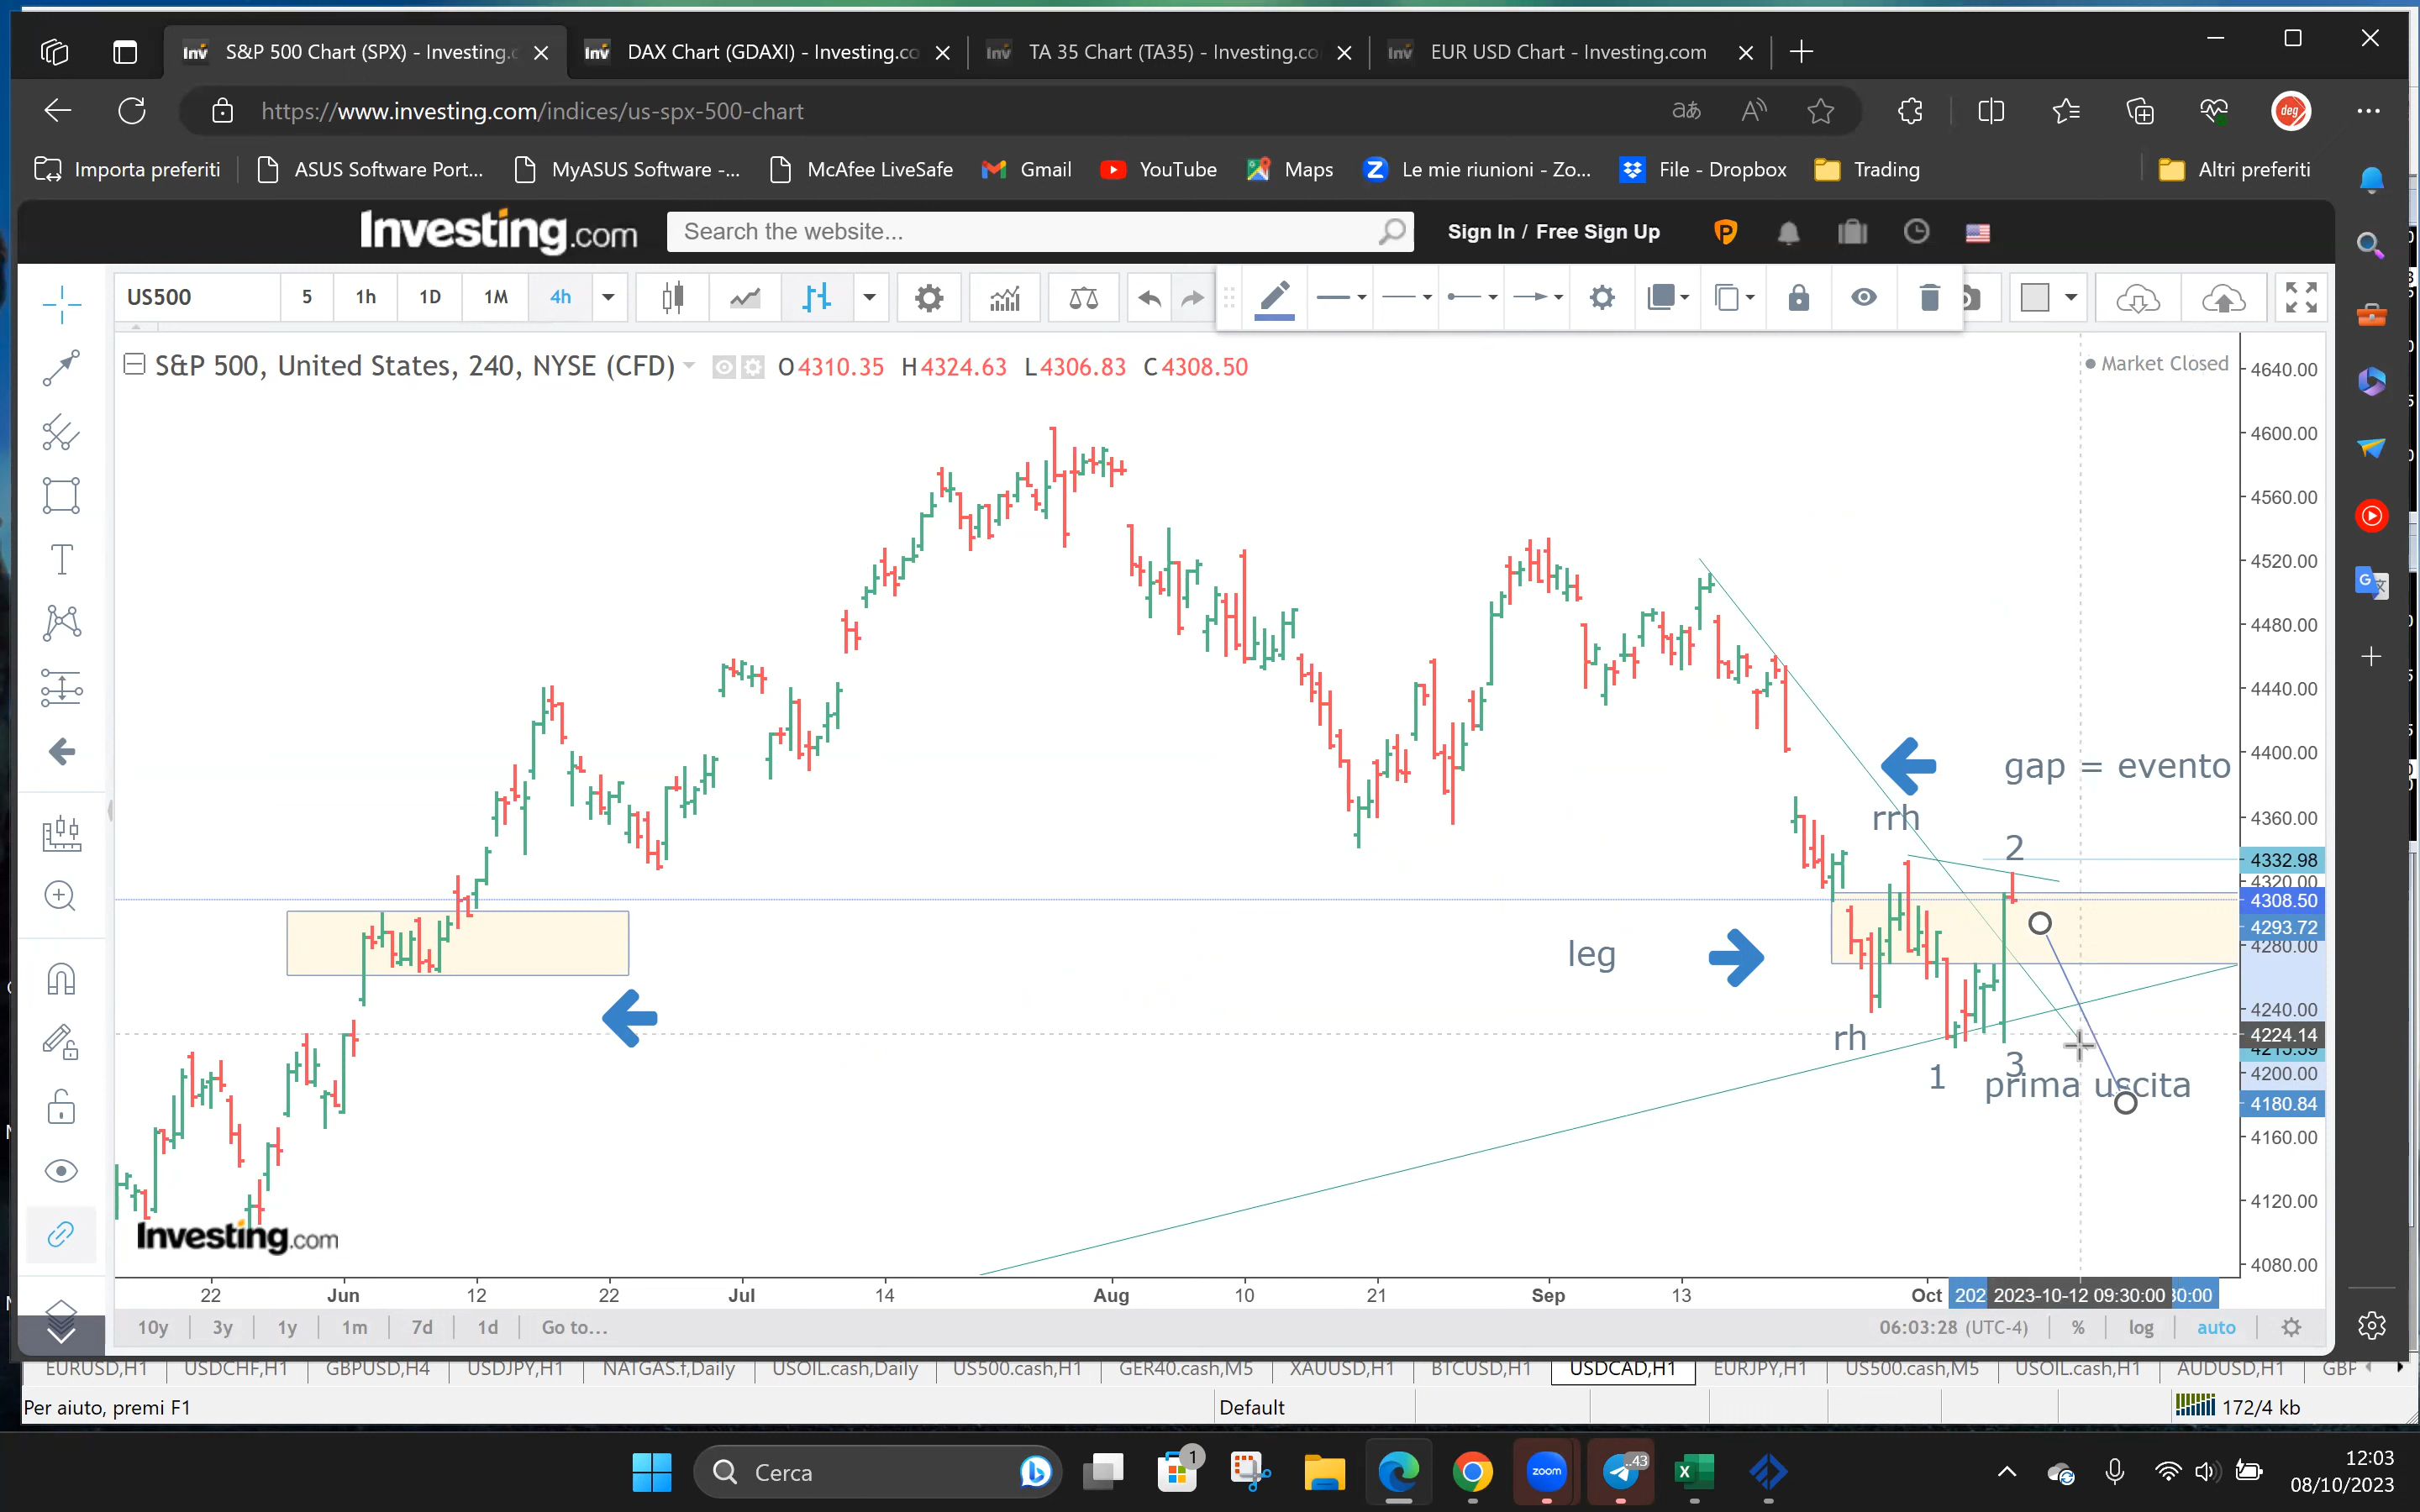 S&P 500 Chart (SPX) - Investing.c
DAX Chart (GDAXI) - Investing.co
TA 35 Chart (TA35) - Investing.co
EUR USD Chart - Investing.com
https://www.investing.com/indices/us-spx-500-chart
Importa preferiti
ASUS Software Port...
MyASUS Software -...
McAfee LiveSafe
Gmail
YouTube
Maps
Le mie riunioni - Zo...
File - Dropbox
Trading
Altri preferiti
Investing.com
Search the website...
Sign In / Free Sign Up
US500
5
1h
1D
1M
4h
S&P 500, United States, 240, NYSE (CFD)
O4310.35 H4324.63 L4306.83 C4308.50
Market Closed
4640.00
4600.00
4560.00
4520.00
4480.00
4440.00
4400.00
4360.00
4332.98
4320.00
4308.50
4293.72
4280.00
4240.00
4224.14
4200.00
4180.84
4160.00
4120.00
4080.00
gap = evento
rrh
2
leg
rh
1
3
prima uscita
Investing.com
22
Jun
12
22
Jul
14
Aug
10
21
Sep
13
Oct
202
2023-10-12 09:30:00
30:00
10y
3y
1y
1m
7d
1d
Go to...
06:03:28 (UTC-4)
%
log
auto
EURUSD,H1
USDCHF,H1
GBPUSD,H4
USDJPY,H1
NATGAS.f,Daily
USOIL.cash,Daily
US500.cash,H1
GER40.cash,M5
XAUUSD,H1
BTCUSD,H1
USDCAD,H1
EURJPY,H1
US500.cash,M5
USOIL.cash,H1
AUDUSD,H1
GBP
Per aiuto, premi F1
Default
172/4 kb
Cerca
1
zoom
..43
12:03
08/10/2023